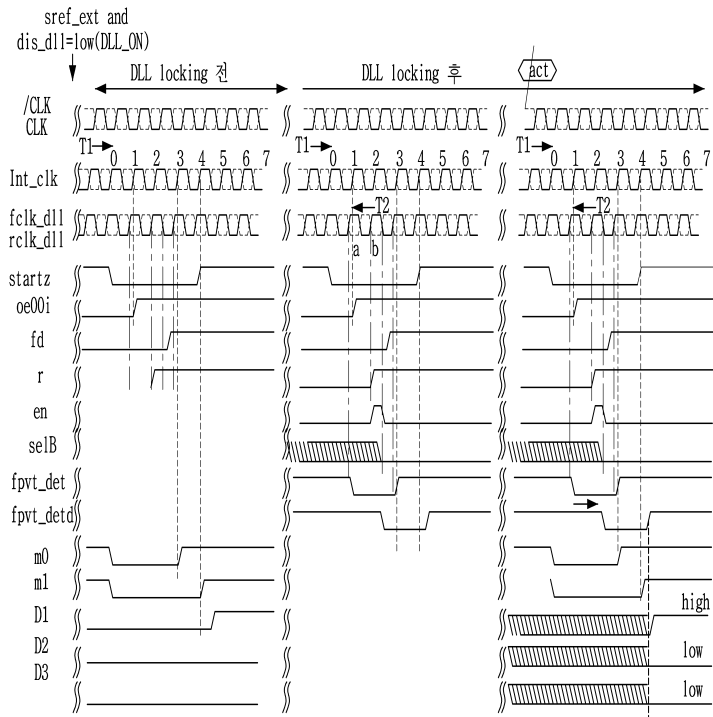 sref_ext and
dis_dll=low(DLL_ON)
DLL locking 전
DLL locking 후
act
/CLK
CLK
T1
0 1 2 3 4 5 6 7
T1
0 1 2 3 4 5 6 7
T1
0 1 2 3 4 5 6 7
Int_clk
fclk_dll
rclk_dll
T2
a b
T2
startz
oe00i
fd
r
en
selB
fpvt_det
fpvt_detd
m0
m1
D1
high
D2
low
D3
low